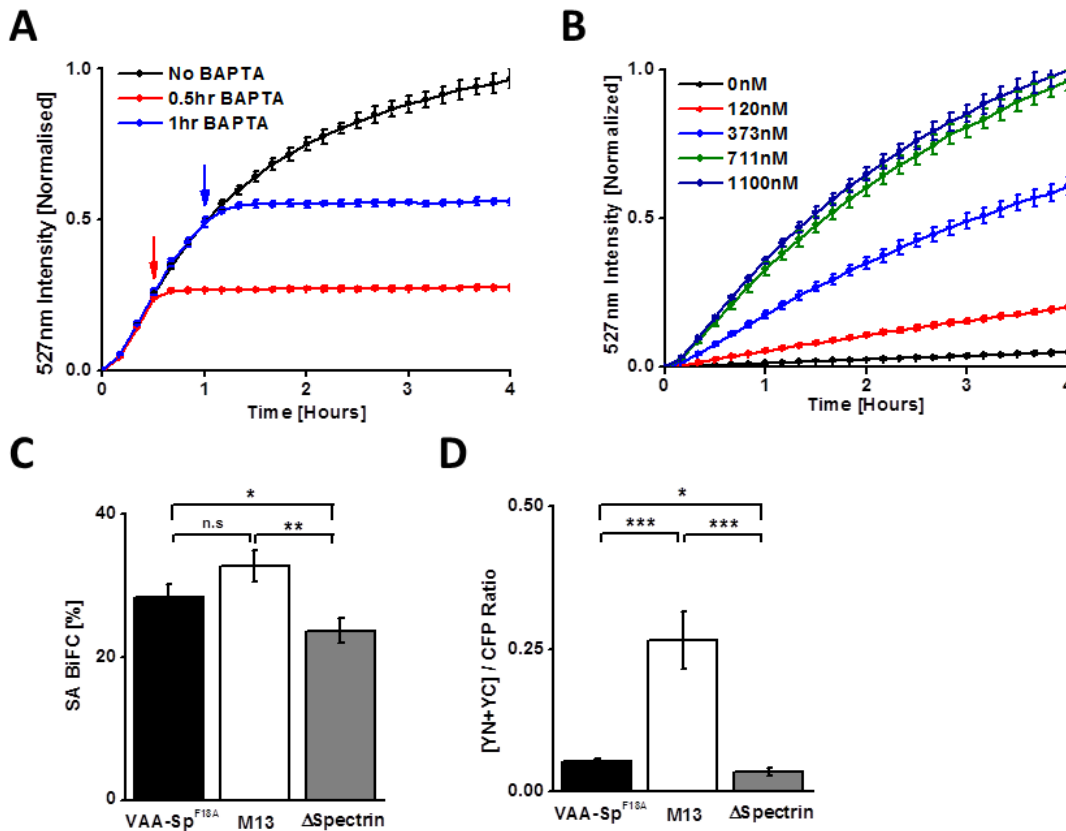 A
527nm Intensity [Normalised]
1.0
0.5
0.0
No BAPTA
0.5hr BAPTA
1hr BAPTA
0 1 2 3 4
Time [Hours]
B
527nm Intensity [Normalized]
1.0
0.5
0.0
0nM
120nM
373nM
711nM
1100nM
0 1 2 3 4
Time [Hours]
C
SA BiFC [%]
40
20
0
*
n.s
**
VAA-Sp^F18A M13 ΔSpectrin
D
[YN+YC] / CFP Ratio
0.50
0.25
0.00
*
*** ***
VAA-Sp^F18A M13 ΔSpectrin